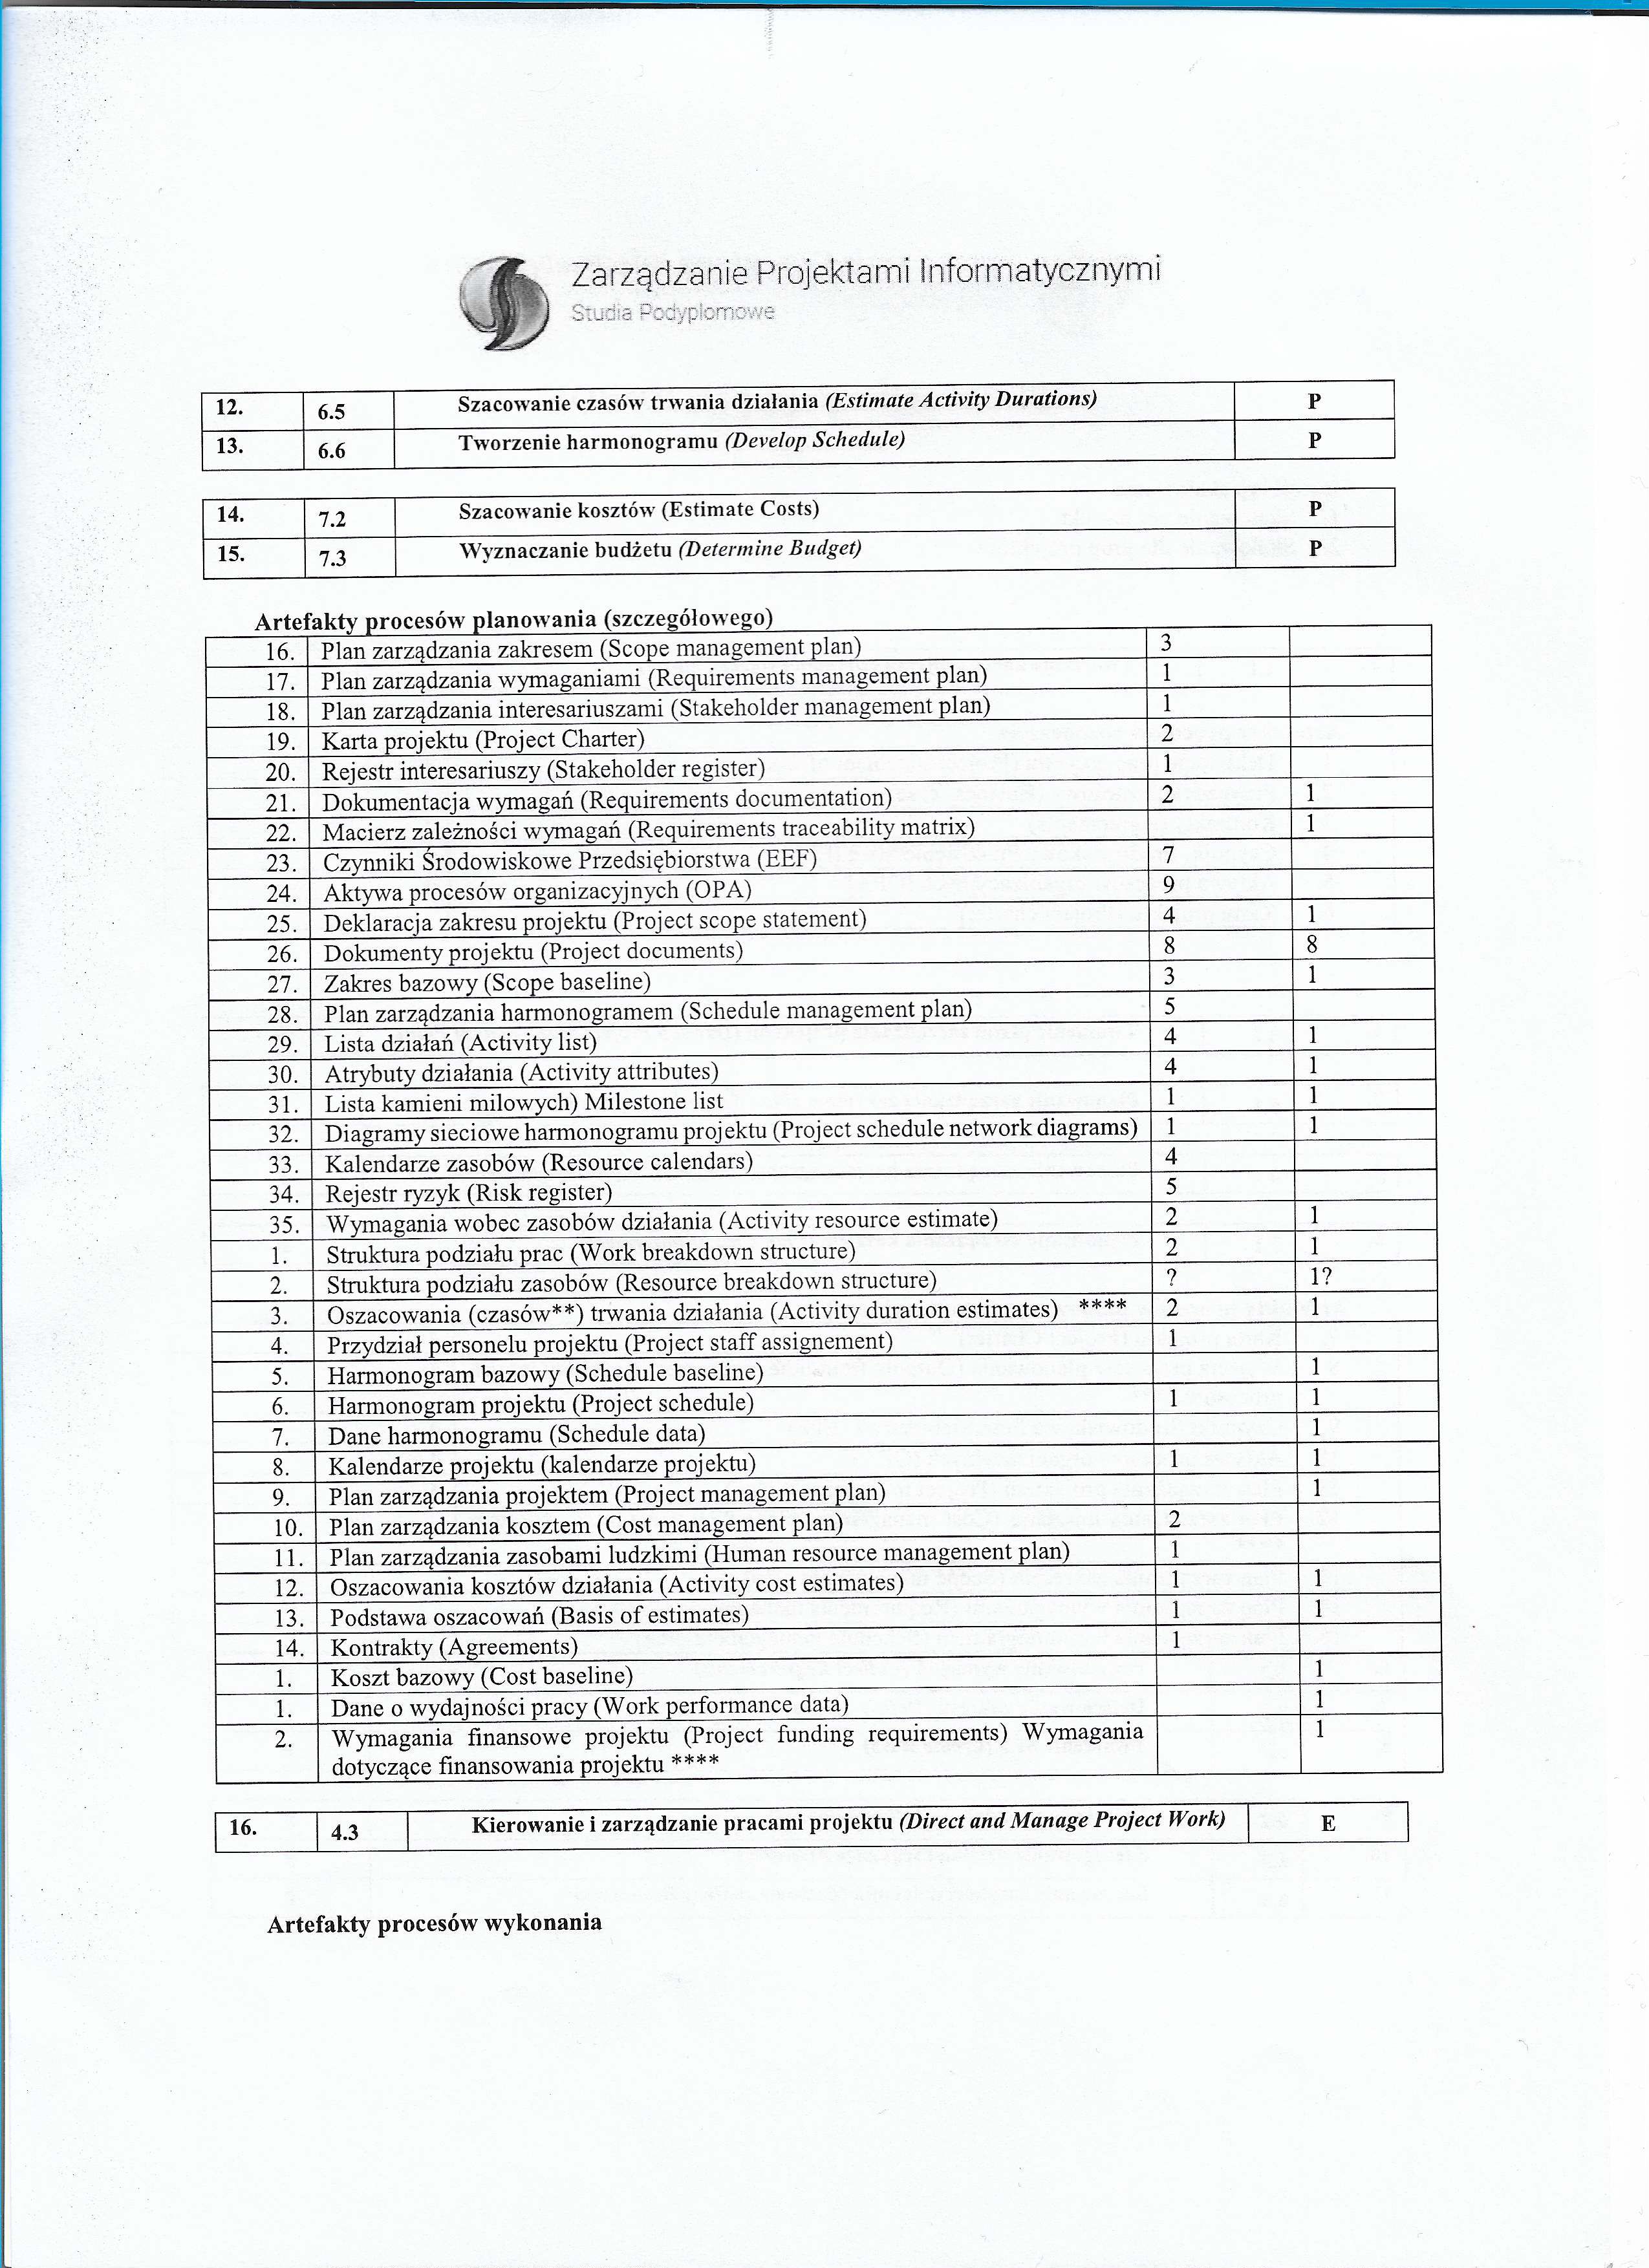 Zarządzanie Projektami Informatycznymi
Studia Podyplomowe
12. 6.5 Szacowanie czasów trwania działania (Estimate Activity Durations) P
13. 6.6 Tworzenie harmonogramu (Develop Schedule) P
14. 7.2 Szacowanie kosztów (Estimate Costs) P
15. 7.3 Wyznaczanie budżetu (Determine Budget) P
Artefakty procesów planowania (szczegółowego)
16. Plan zarządzania zakresem (Scope management plan) 3
17. Plan zarządzania wymaganiami (Requirements management plan) 1
18. Plan zarządzania interesariuszami (Stakeholder management plan) 1
19. Karta projektu (Project Charter) 2
20. Rejestr interesariuszy (Stakeholder register) 1
21. Dokumentacja wymagań (Requirements documentation) 2 1
22. Macierz zależności wymagań (Requirements traceability matrix) 1
23. Czynniki Środowiskowe Przedsiębiorstwa (EEF) 7
24. Aktywa procesów organizacyjnych (OPA) 9
25. Deklaracja zakresu projektu (Project scope statement) 4 1
26. Dokumenty projektu (Project documents) 8 8
27. Zakres bazowy (Scope baseline) 3 1
28. Plan zarządzania harmonogramem (Schedule management plan) 5
29. Lista działań (Activity list) 4 1
30. Atrybuty działania (Activity attributes) 4 1
31. Lista kamieni milowych) Milestone list 1 1
32. Diagramy sieciowe harmonogramu projektu (Project schedule network diagrams) 1 1
33. Kalendarze zasobów (Resource calendars) 4
34. Rejestr ryzyk (Risk register) 5
35. Wymagania wobec zasobów działania (Activity resource estimate) 2 1
1. Struktura podziału prac (Work breakdown structure) 2 1
2. Struktura podziału zasobów (Resource breakdown structure) ? 1?
3. Oszacowania (czasów**) trwania działania (Activity duration estimates) **** 2 1
4. Przydział personelu projektu (Project staff assignement) 1
5. Harmonogram bazowy (Schedule baseline) 1
6. Harmonogram projektu (Project schedule) 1 1
7. Dane harmonogramu (Schedule data) 1
8. Kalendarze projektu (kalendarze projektu) 1 1
9. Plan zarządzania projektem (Project management plan) 1
10. Plan zarządzania kosztem (Cost management plan) 2
11. Plan zarządzania zasobami ludzkimi (Human resource management plan) 1
12. Oszacowania kosztów działania (Activity cost estimates) 1 1
13. Podstawa oszacowań (Basis of estimates) 1 1
14. Kontrakty (Agreements) 1
1. Koszt bazowy (Cost baseline) 1
1. Dane o wydajności pracy (Work performance data) 1
2. Wymagania finansowe projektu (Project funding requirements) Wymagania 1
dotyczące finansowania projektu ****
16. 4.3 Kierowanie i zarządzanie pracami projektu (Direct and Manage Project Work) E
Artefakty procesów wykonania